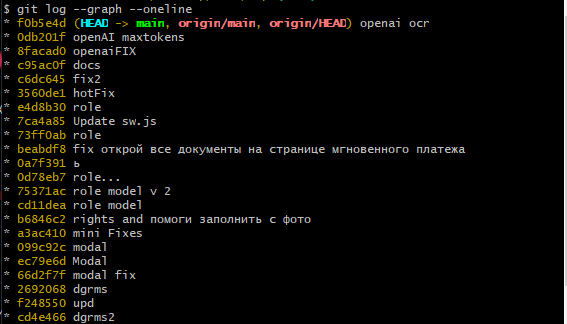 $ git log --graph --oneline
* f0b5e4d (HEAD -> main, origin/main, origin/HEAD) openai ocr
* 0db201f openAI maxtokens
* 8facad0 openaiFIX
* c95ac0f docs
* c6dc645 fix2
* 3560de1 hotFix
* e4d8b30 role
* 7ca4a85 Update sw.js
* 73ff0ab role
* beabdf8 fix открой все документы на странице мгновенного платежа
* 0a7f391 ь
* 0d78eb7 role...
* 75371ac role model v 2
* cd11dea role model
* b6846c2 rights and помоги заполнить с фото
* a3ac410 mini Fixes
* 099c92c modal
* ec79e6d Modal
* 66d2f7f modal fix
* 2692068 dgrms
* f248550 upd
* cd4e466 dgrms2